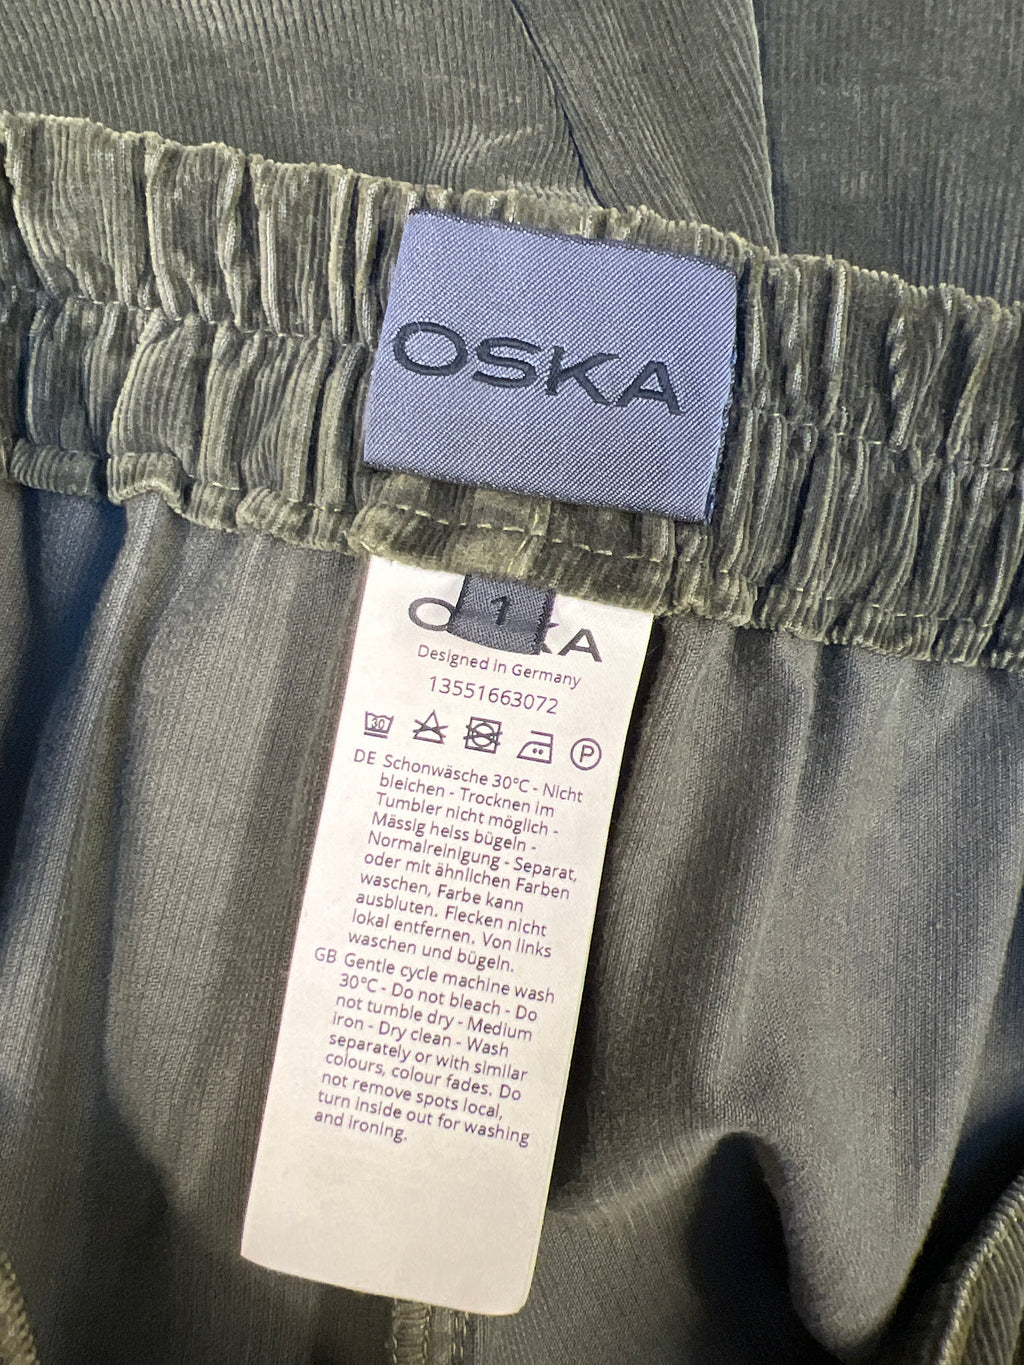 OSKA
1
Designed in Germany
13551663072
30
P
DE Schonwäsche 30°C - Nicht
bleichen - Trocknen im
Tumbler nicht möglich -
Mässig heiss bügeln -
Normalreinigung - Separat,
oder mit ähnlichen Farben
waschen, Farbe kann
ausbluten. Flecken nicht
lokal entfernen. Von links
waschen und bügeln.
GB Gentle cycle machine wash
30°C - Do not bleach - Do
not tumble dry - Medium
iron - Dry clean - Wash
separately or with similar
colours, colour fades. Do
not remove spots local,
turn inside out for washing
and ironing.